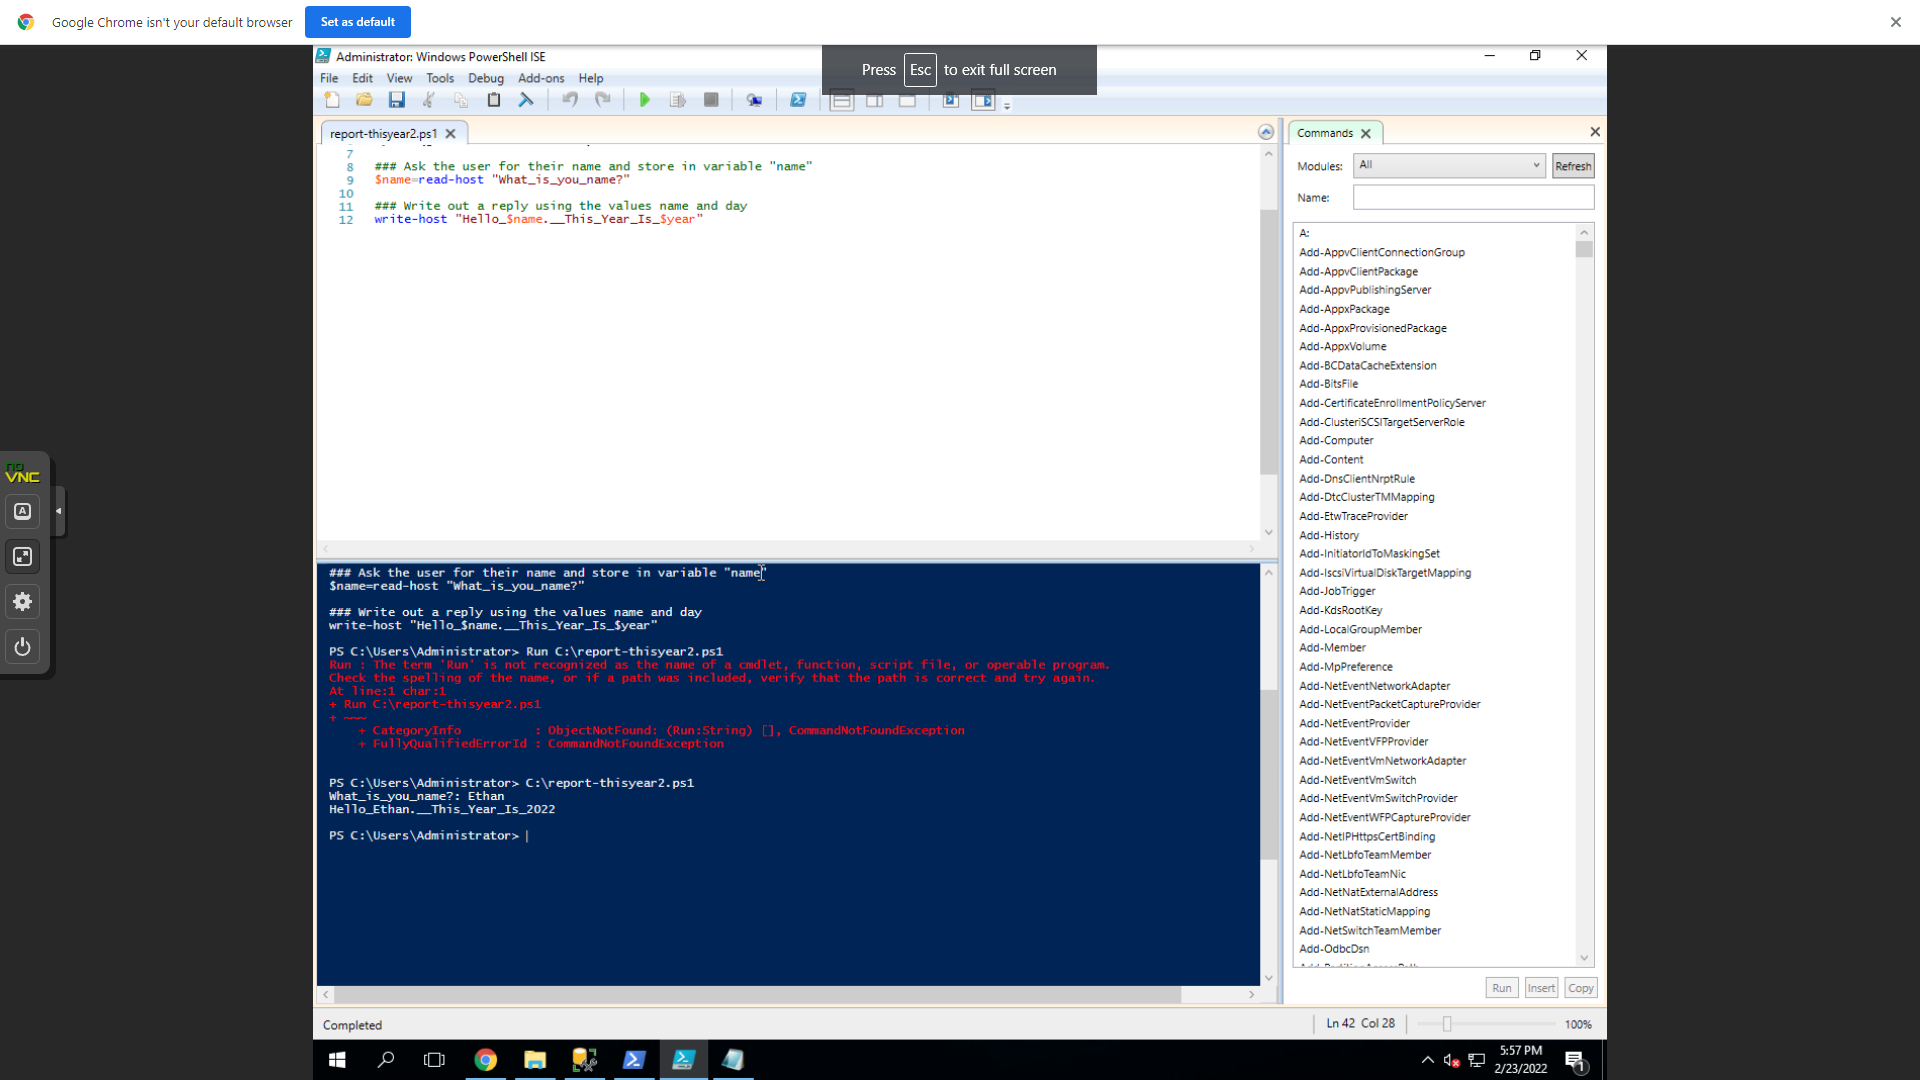 Google Chrome isn't your default browser
Set as default
Administrator: Windows PowerShell ISE
Press Esc to exit full screen
File Edit View Tools Debug Add-ons Help
report-thisyear2.ps1
7
8 ### Ask the user for their name and store in variable "name"
9 $name=read-host "What_is_you_name?"
10
11 ### Write out a reply using the values name and day
12 write-host "Hello_$name.__This_Year_Is_$year"
### Ask the user for their name and store in variable "name"
$name=read-host "What_is_you_name?"
### Write out a reply using the values name and day
write-host "Hello_$name.__This_Year_Is_$year"
PS C:\Users\Administrator> Run C:\report-thisyear2.ps1
Run : The term 'Run' is not recognized as the name of a cmdlet, function, script file, or operable program.
Check the spelling of the name, or if a path was included, verify that the path is correct and try again.
At line:1 char:1
+ Run C:\report-thisyear2.ps1
+ ~~~
+ CategoryInfo : ObjectNotFound: (Run:String) [], CommandNotFoundException
+ FullyQualifiedErrorId : CommandNotFoundException
PS C:\Users\Administrator> C:\report-thisyear2.ps1
What_is_you_name?: Ethan
Hello_Ethan.__This_Year_Is_2022
PS C:\Users\Administrator>
Commands
Modules: All Refresh
Name:
A:
Add-AppvClientConnectionGroup
Add-AppvClientPackage
Add-AppvPublishingServer
Add-AppxPackage
Add-AppxProvisionedPackage
Add-AppxVolume
Add-BCDataCacheExtension
Add-BitsFile
Add-CertificateEnrollmentPolicyServer
Add-ClusteriSCSITargetServerRole
Add-Computer
Add-Content
Add-DnsClientNrptRule
Add-DtcClusterTMMapping
Add-EtwTraceProvider
Add-History
Add-InitiatorIdToMaskingSet
Add-IscsiVirtualDiskTargetMapping
Add-JobTrigger
Add-KdsRootKey
Add-LocalGroupMember
Add-Member
Add-MpPreference
Add-NetEventNetworkAdapter
Add-NetEventPacketCaptureProvider
Add-NetEventProvider
Add-NetEventVFPProvider
Add-NetEventVmNetworkAdapter
Add-NetEventVmSwitch
Add-NetEventVmSwitchProvider
Add-NetEventWFPCaptureProvider
Add-NetIPHttpsCertBinding
Add-NetLbfoTeamMember
Add-NetLbfoTeamNic
Add-NetNatExternalAddress
Add-NetNatStaticMapping
Add-NetSwitchTeamMember
Add-OdbcDsn
Run Insert Copy
no
VNC
A
Completed
Ln 42 Col 28
100%
5:57 PM
2/23/2022
1